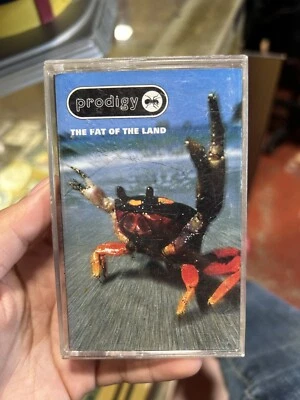 prodigy
THE FAT OF THE LAND